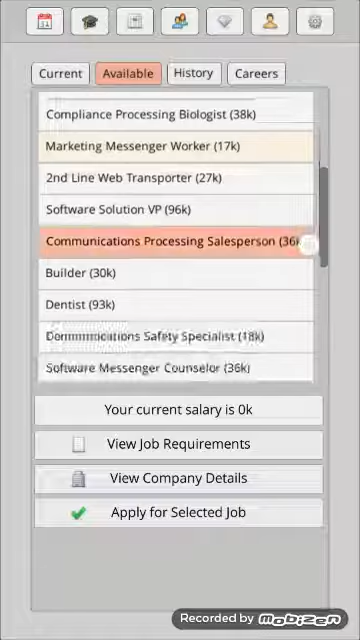 Current Available History Careers
Compliance Processing Biologist (38k)
Marketing Messenger Worker (17k)
2nd Line Web Transporter (27k)
Software Solution VP (96k)
Communications Processing Salesperson (36k
Builder (30k)
Dentist (93k)
Communications Safety Specialist (18k)
Software Messenger Counselor (36k)
Your current salary is 0k
View Job Requirements
View Company Details
Apply for Selected Job
Recorded by mobizen